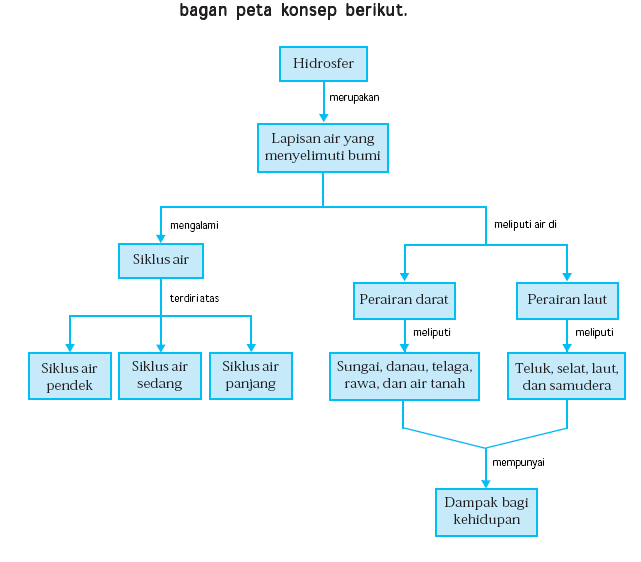 bagan peta konsep berikut.
Hidrosfer
merupakan
Lapisan air yang
menyelimuti bumi
mengalami
meliputi air di
Siklus air
Perairan darat
Perairan laut
terdiri atas
meliputi
meliputi
Siklus air
pendek
Siklus air
sedang
Siklus air
panjang
Sungai, danau, telaga,
rawa, dan air tanah
Teluk, selat, laut,
dan samudera
mempunyai
Dampak bagi
kehidupan